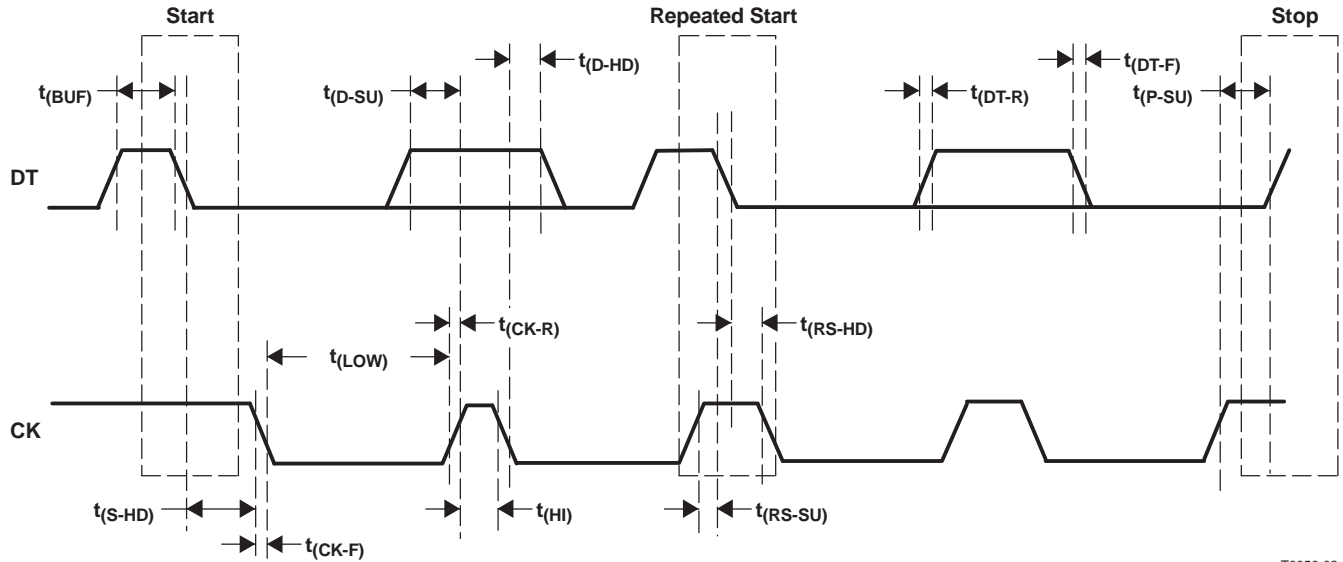 Start
Repeated Start
Stop
t(BUF)
t(D-SU)
t(D-HD)
t(DT-R)
t(DT-F)
t(P-SU)
DT
t(CK-R)
t(RS-HD)
t(LOW)
CK
t(S-HD)
t(HI)
t(RS-SU)
t(CK-F)